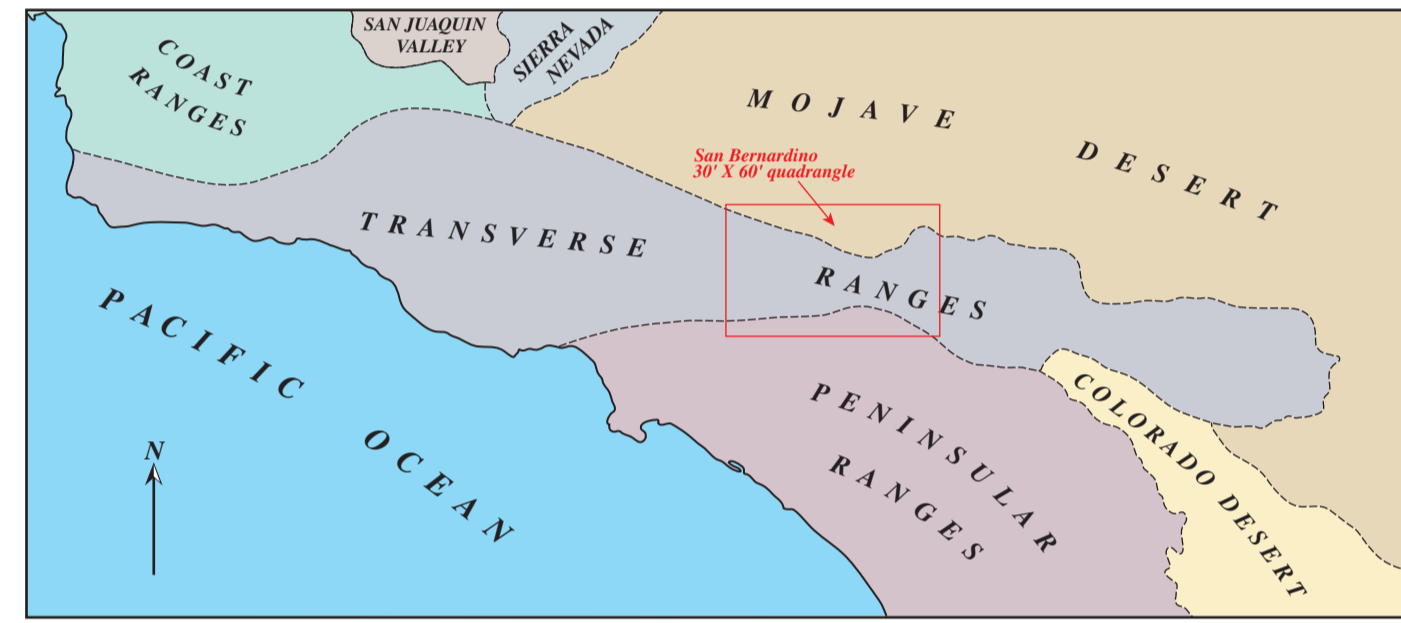 SAN JUAQUIN
VALLEY
SIERRA
NEVADA
COAST
RANGES
MOJAVE DESERT
San Bernardino
30' X 60' quadrangle
TRANSVERSE RANGES
PACIFIC OCEAN
PENINSULAR
RANGES
COLORADO DESERT
N